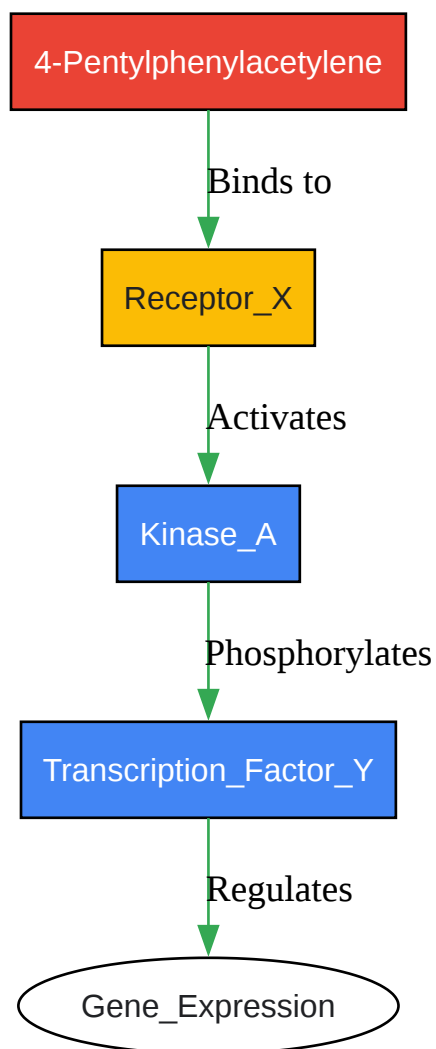 4-Pentylphenylacetylene
Binds to
Receptor_X
Activates
Kinase_A
Phosphorylates
Transcription_Factor_Y
Regulates
Gene_Expression